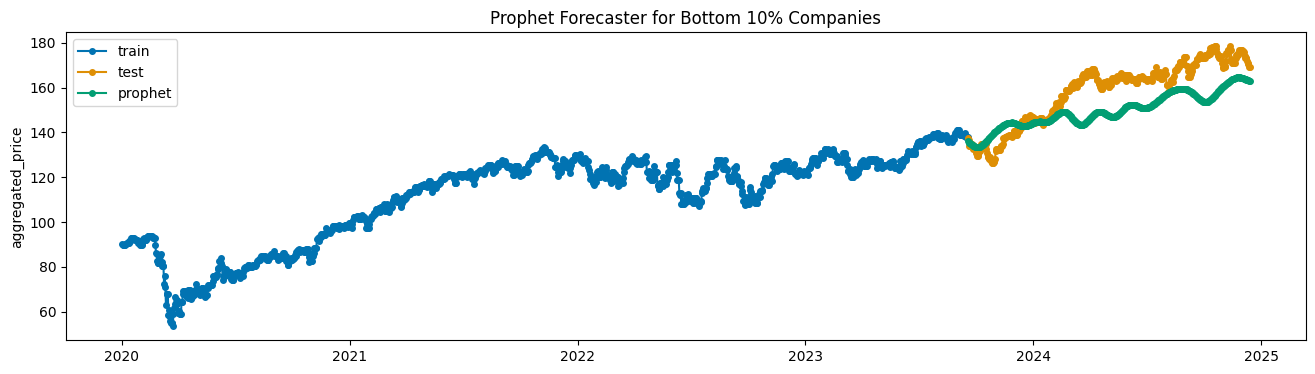 Prophet Forecaster for Bottom 10% Companies
train
test
prophet
aggregated_price
180
160
140
120
100
80
60
2020
2021
2022
2023
2024
2025